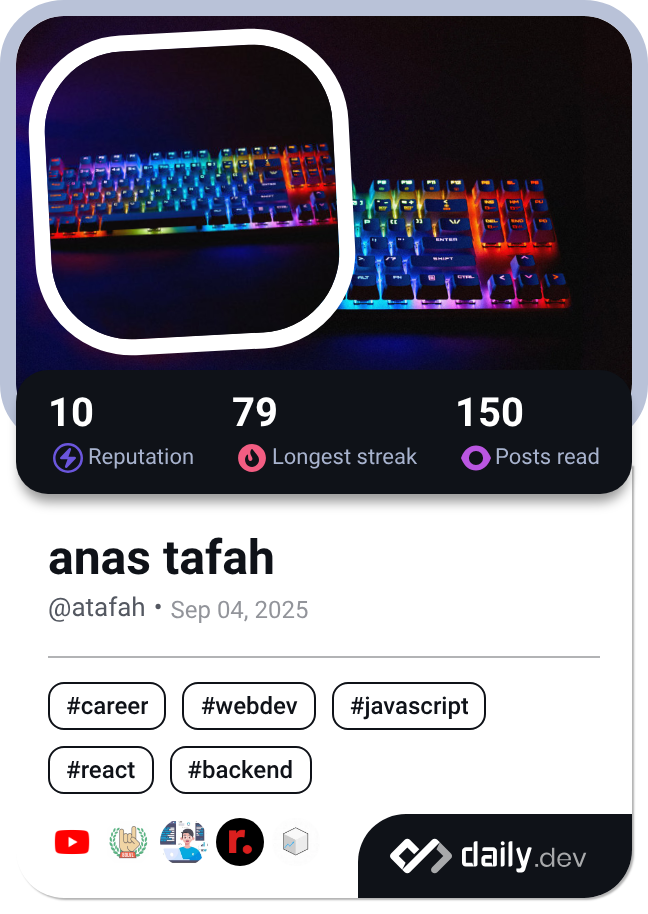 10 79 150
Reputation Longest streak Posts read
anas tafah
@atafah • Sep 04, 2025
#career #webdev #javascript
#react #backend
r.
daily.dev